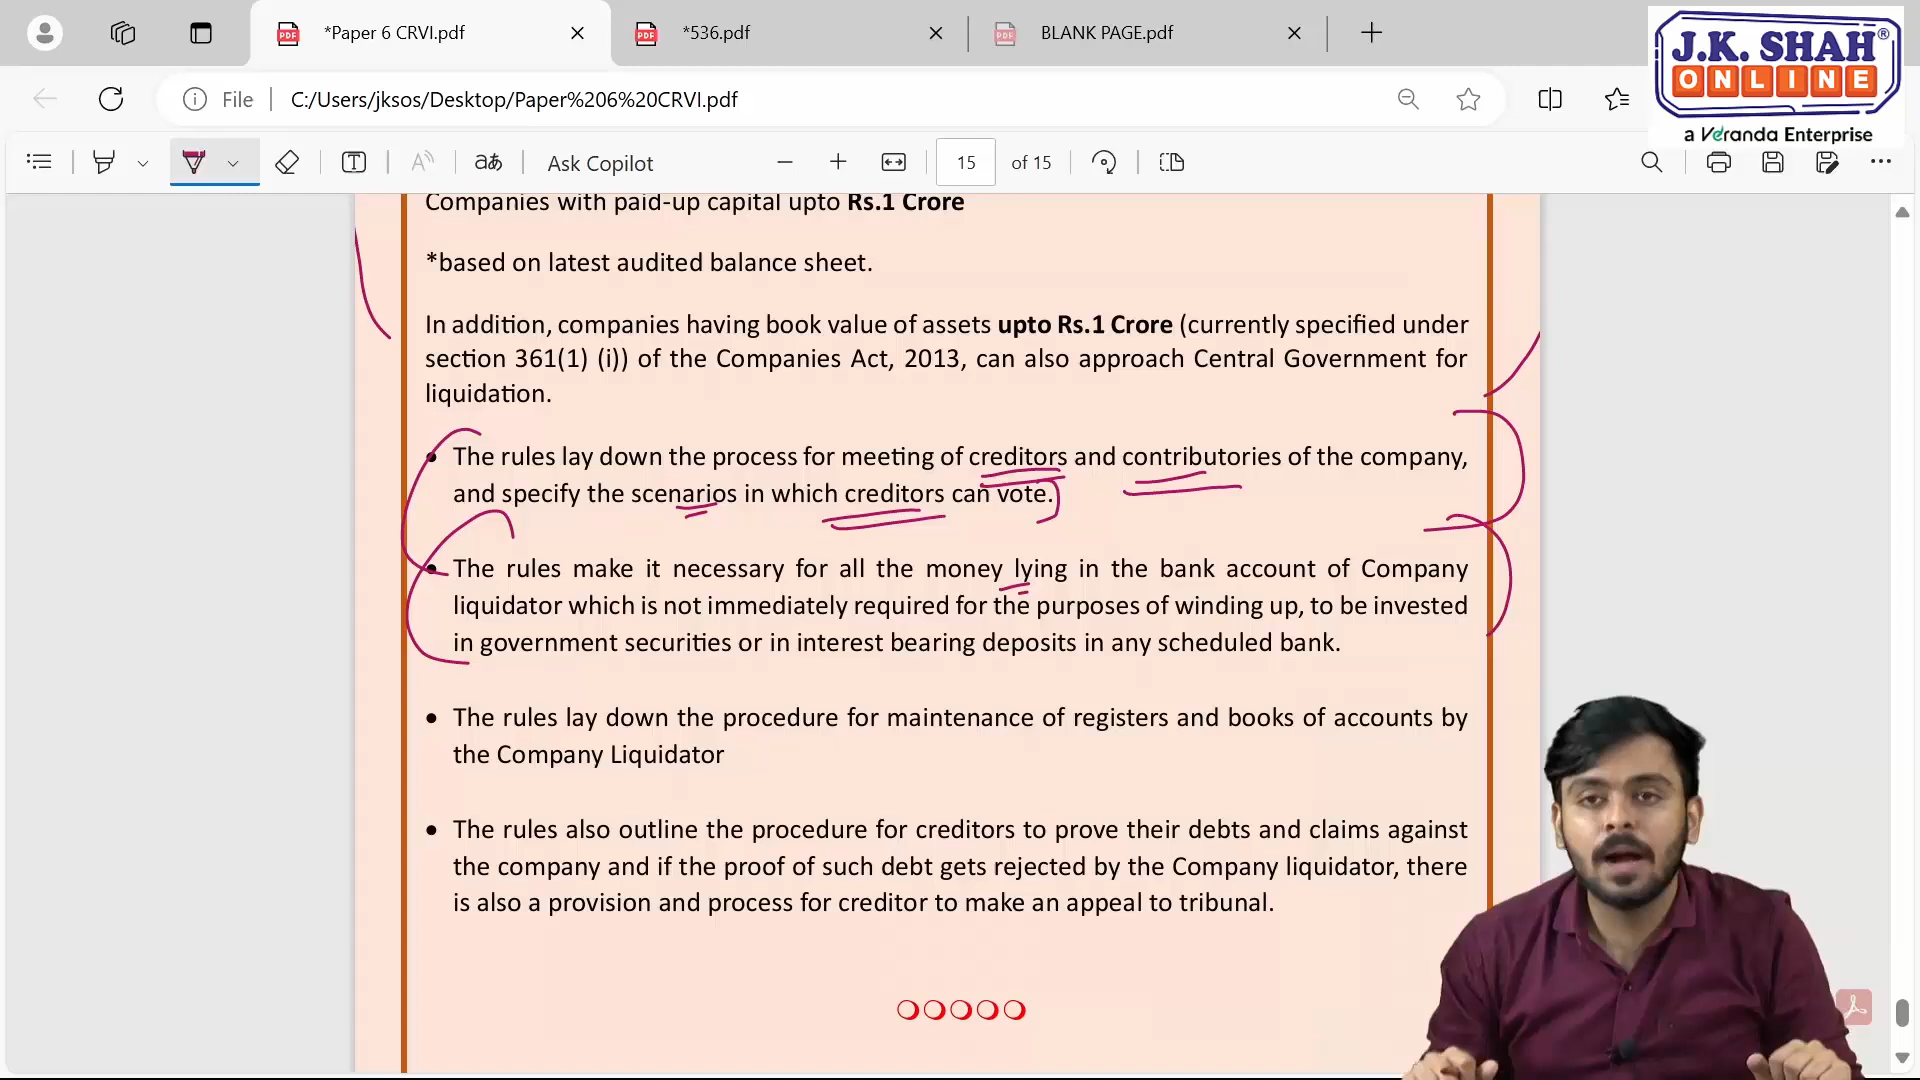 *Paper 6 CRVI.pdf
*536.pdf
BLANK PAGE.pdf
J.K. SHAH®
ONLINE
a Veranda Enterprise
File
C:/Users/jksos/Desktop/Paper%206%20CRVI.pdf
Ask Copilot
15 of 15
Companies with paid-up capital upto Rs.1 Crore
*based on latest audited balance sheet.
In addition, companies having book value of assets upto Rs.1 Crore (currently specified under
section 361(1) (i)) of the Companies Act, 2013, can also approach Central Government for
liquidation.
• The rules lay down the process for meeting of creditors and contributories of the company,
and specify the scenarios in which creditors can vote.
• The rules make it necessary for all the money lying in the bank account of Company
liquidator which is not immediately required for the purposes of winding up, to be invested
in government securities or in interest bearing deposits in any scheduled bank.
• The rules lay down the procedure for maintenance of registers and books of accounts by
the Company Liquidator
• The rules also outline the procedure for creditors to prove their debts and claims against
the company and if the proof of such debt gets rejected by the Company liquidator, there
is also a provision and process for creditor to make an appeal to tribunal.